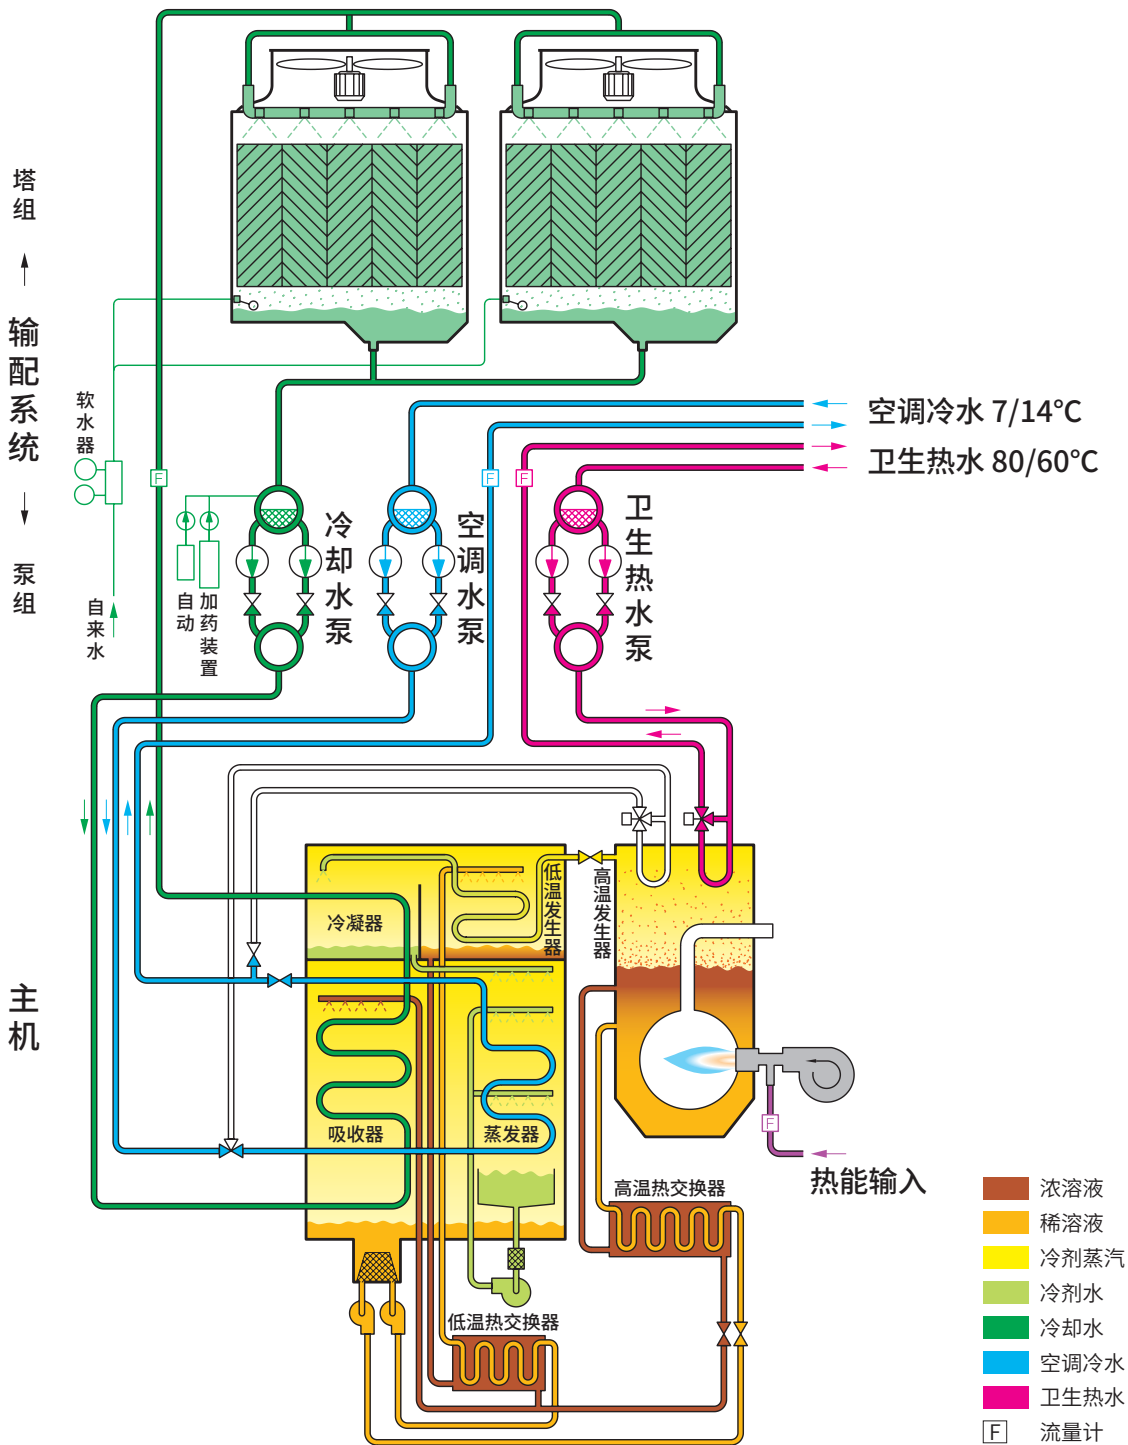 塔组
输配系统
泵组
主机
软水器
自来水
自动
加药装置
F
F
F
冷却水泵
空调水泵
卫生热水泵
空调冷水 7/14℃
卫生热水 80/60℃
冷凝器
低温发生器
高温发生器
吸收器
蒸发器
F
热能输入
高温热交换器
低温热交换器
浓溶液
稀溶液
冷剂蒸汽
冷剂水
冷却水
空调冷水
卫生热水
F 流量计